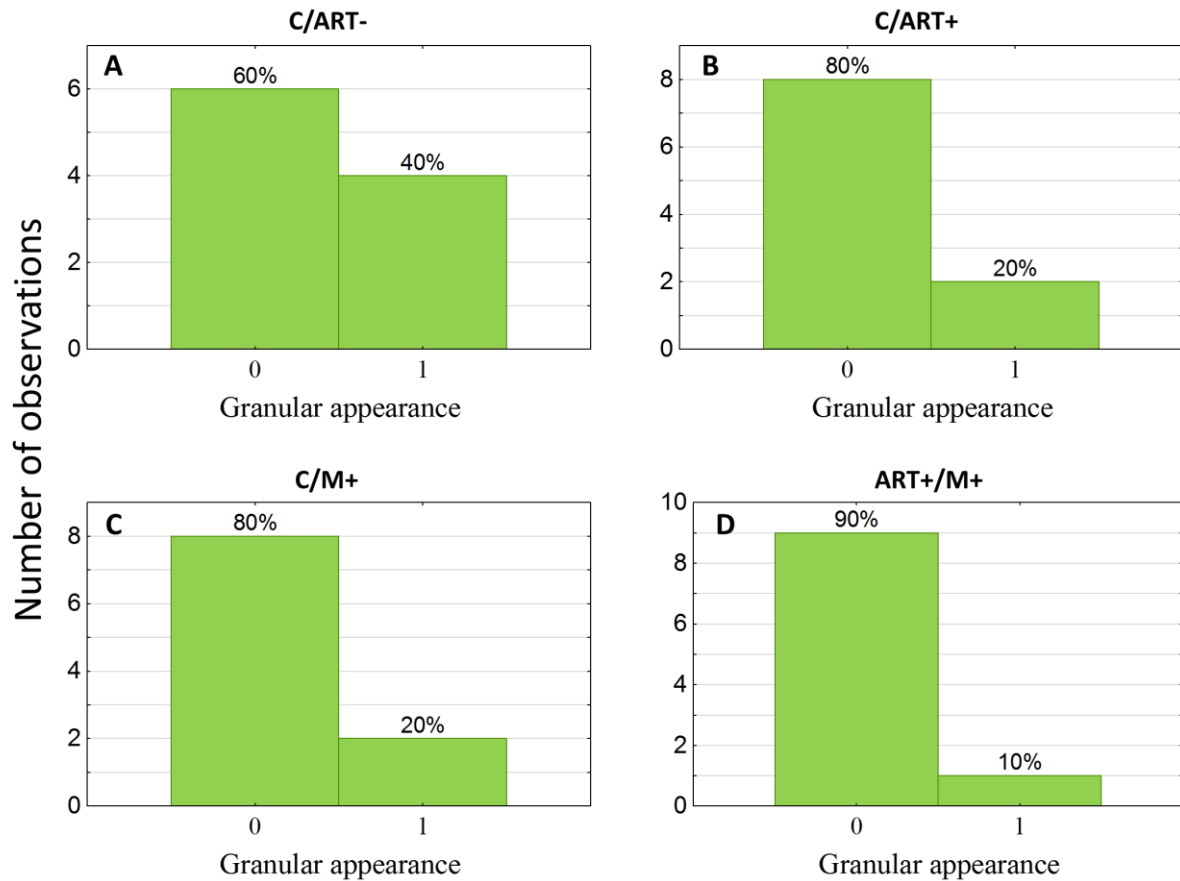 Number of observations
C/ART-
A
60%
40%
6
4
2
0
0 1
Granular appearance
C/ART+
B
80%
20%
8
6
4
2
0
0 1
Granular appearance
C/M+
C
80%
20%
8
6
4
2
0
0 1
Granular appearance
ART+/M+
D
90%
10%
10
8
6
4
2
0
0 1
Granular appearance